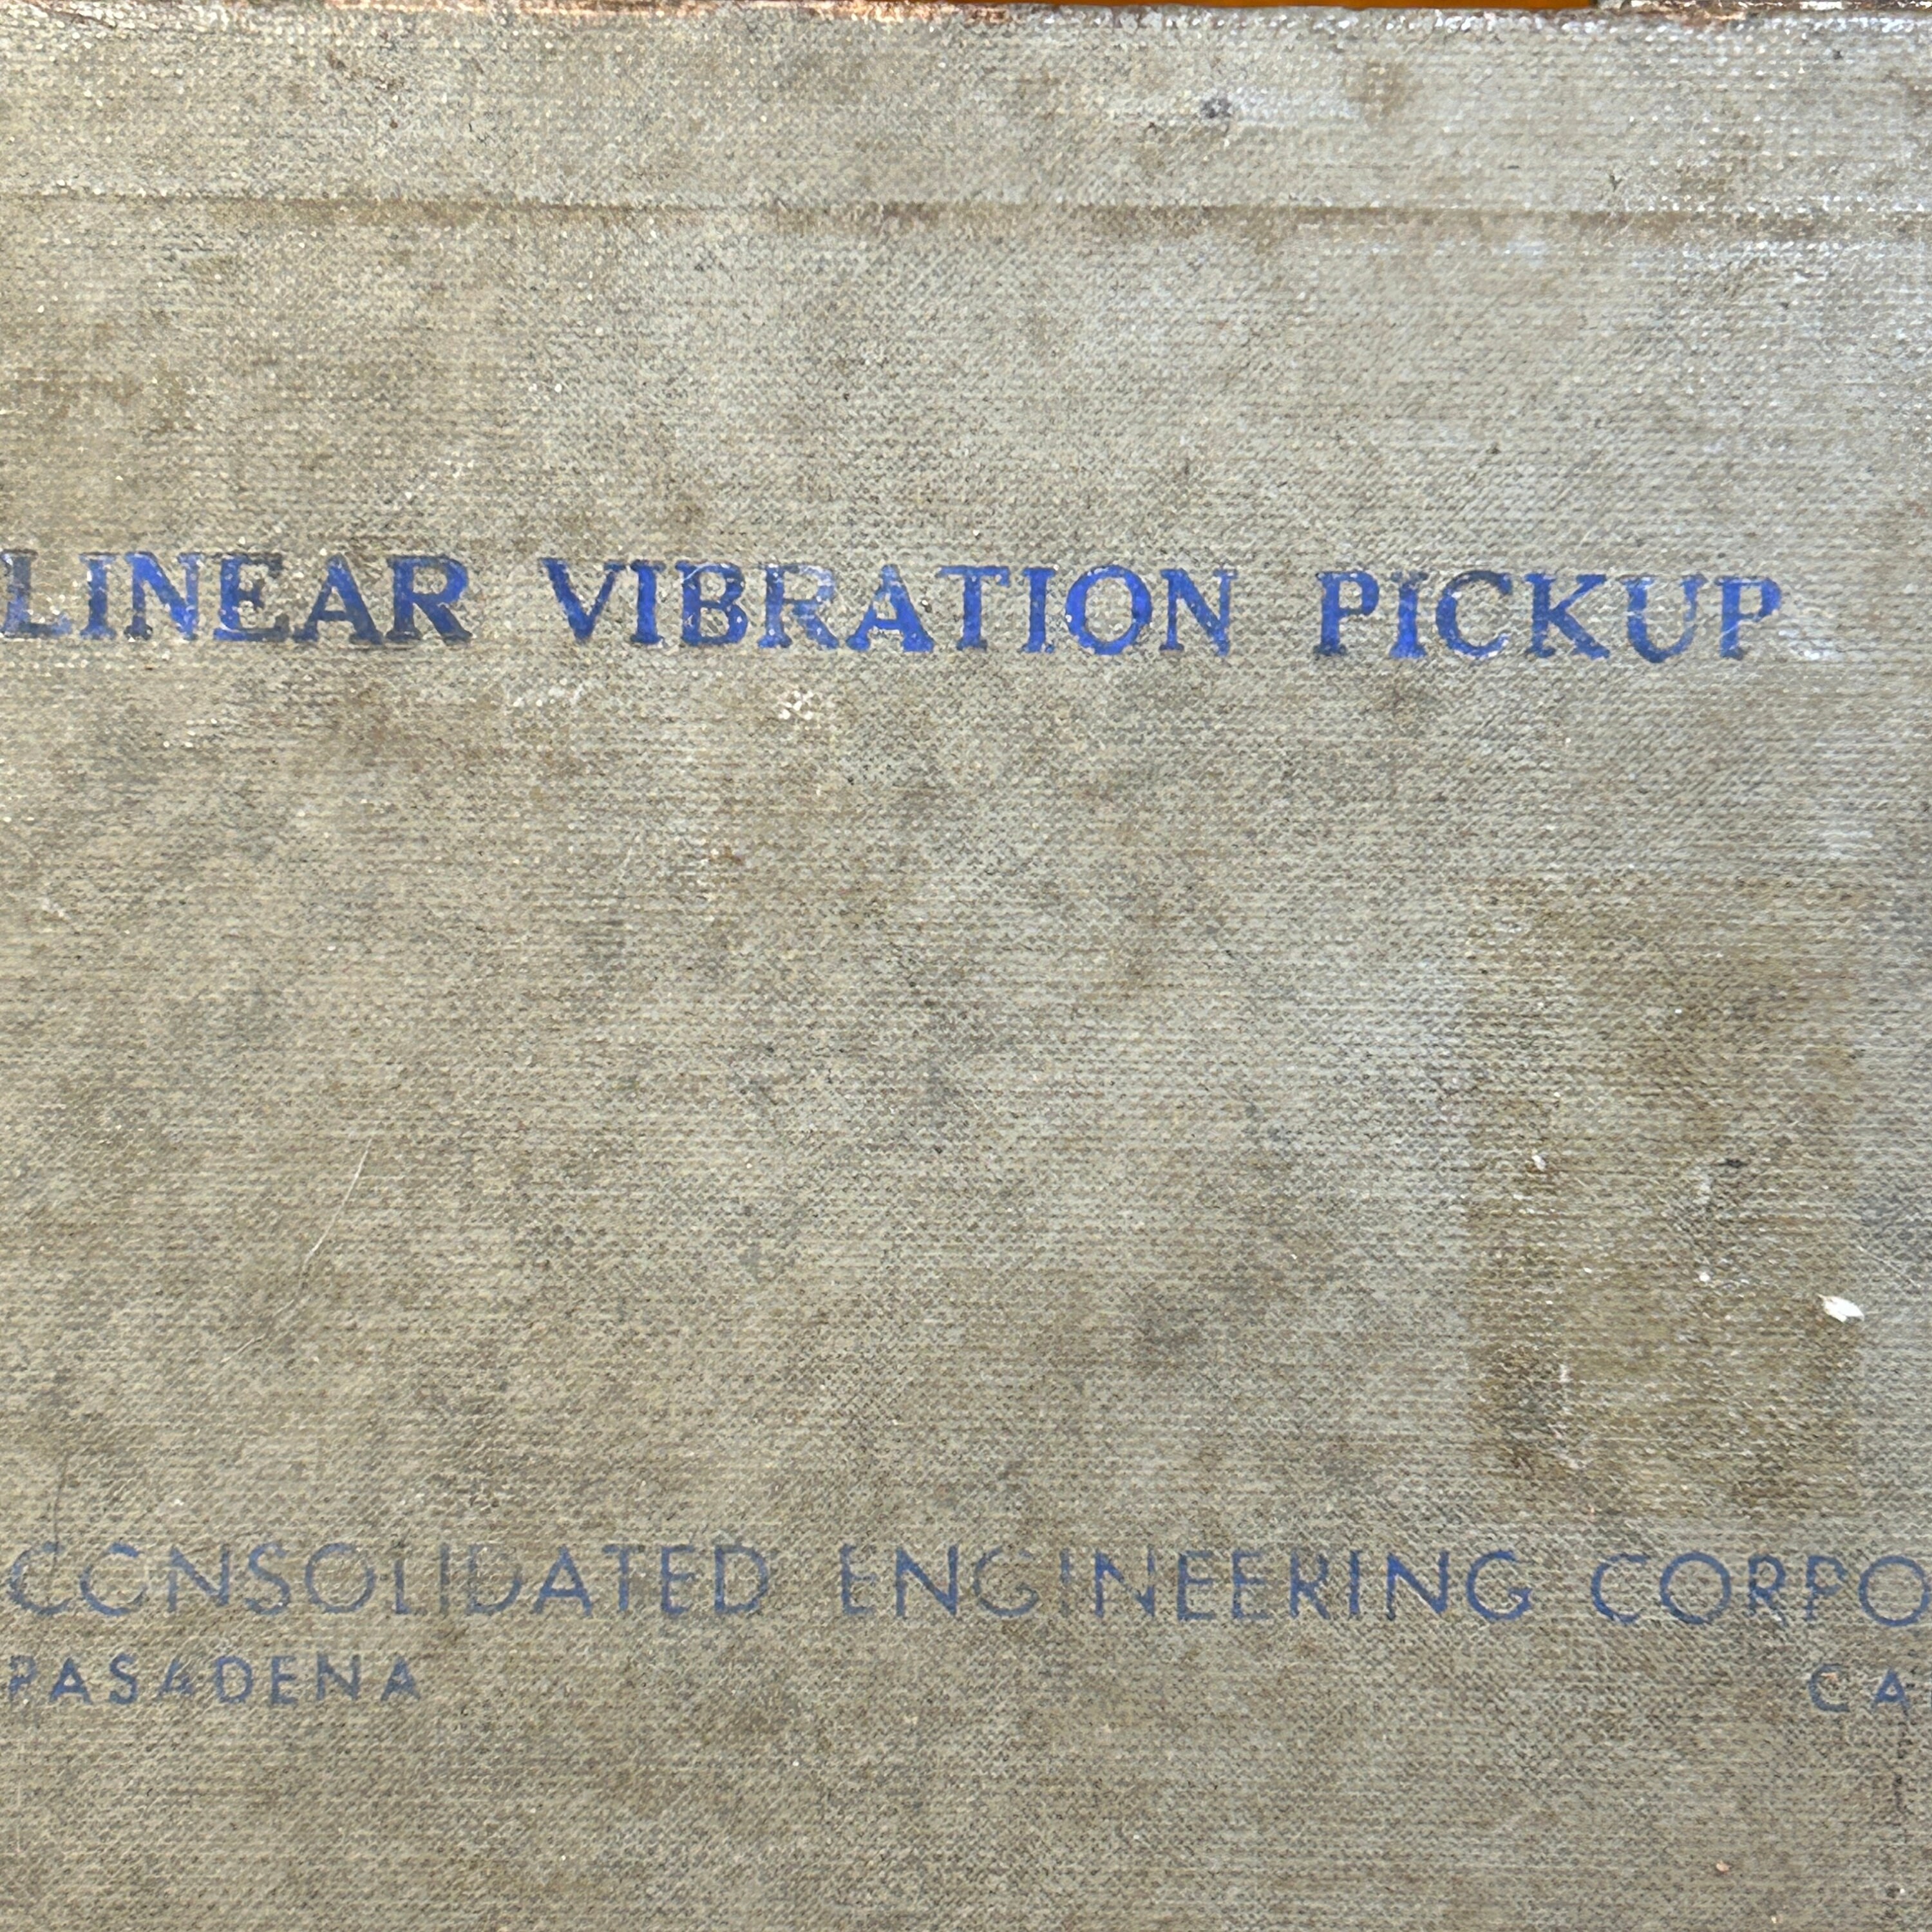 LINEAR VIBRATION PICKUP
CONSOLIDATED ENGINEERING CORPO
PASADENA CA